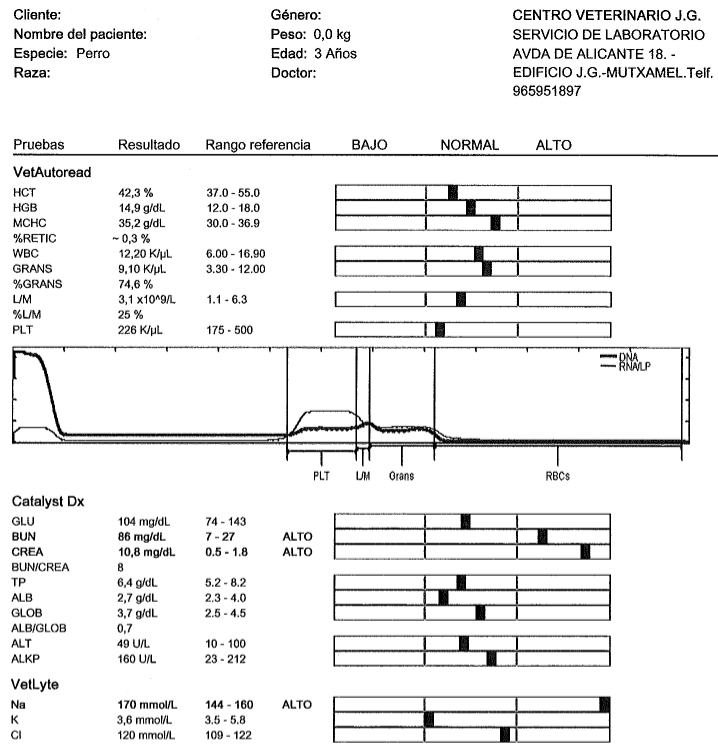 Cliente: Género: CENTRO VETERINARIO J.G.
Nombre del paciente: Peso: 0,0 kg SERVICIO DE LABORATORIO
Especie: Perro Edad: 3 Años AVDA DE ALICANTE 18. -
Raza: Doctor: EDIFICIO J.G.-MUTXAMEL.Telf.
965951897
Pruebas Resultado Rango referencia BAJO NORMAL ALTO
VetAutoread
HCT 42,3 % 37.0 - 55.0
HGB 14,9 g/dL 12.0 - 18.0
MCHC 35,2 g/dL 30.0 - 36.9
%RETIC ~ 0,3 %
WBC 12,20 K/µL 6.00 - 16.90
GRANS 9,10 K/µL 3.30 - 12.00
%GRANS 74,6 %
L/M 3,1 x10^9/L 1.1 - 6.3
%L/M 25 %
PLT 226 K/µL 175 - 500
DNA
RNA/LP
PLT L/M Grans RBCs
Catalyst Dx
GLU 104 mg/dL 74 - 143
BUN 86 mg/dL 7 - 27 ALTO
CREA 10,8 mg/dL 0.5 - 1.8 ALTO
BUN/CREA 8
TP 6,4 g/dL 5.2 - 8.2
ALB 2,7 g/dL 2.3 - 4.0
GLOB 3,7 g/dL 2.5 - 4.5
ALB/GLOB 0,7
ALT 49 U/L 10 - 100
ALKP 160 U/L 23 - 212
VetLyte
Na 170 mmol/L 144 - 160 ALTO
K 3,6 mmol/L 3.5 - 5.8
Cl 120 mmol/L 109 - 122